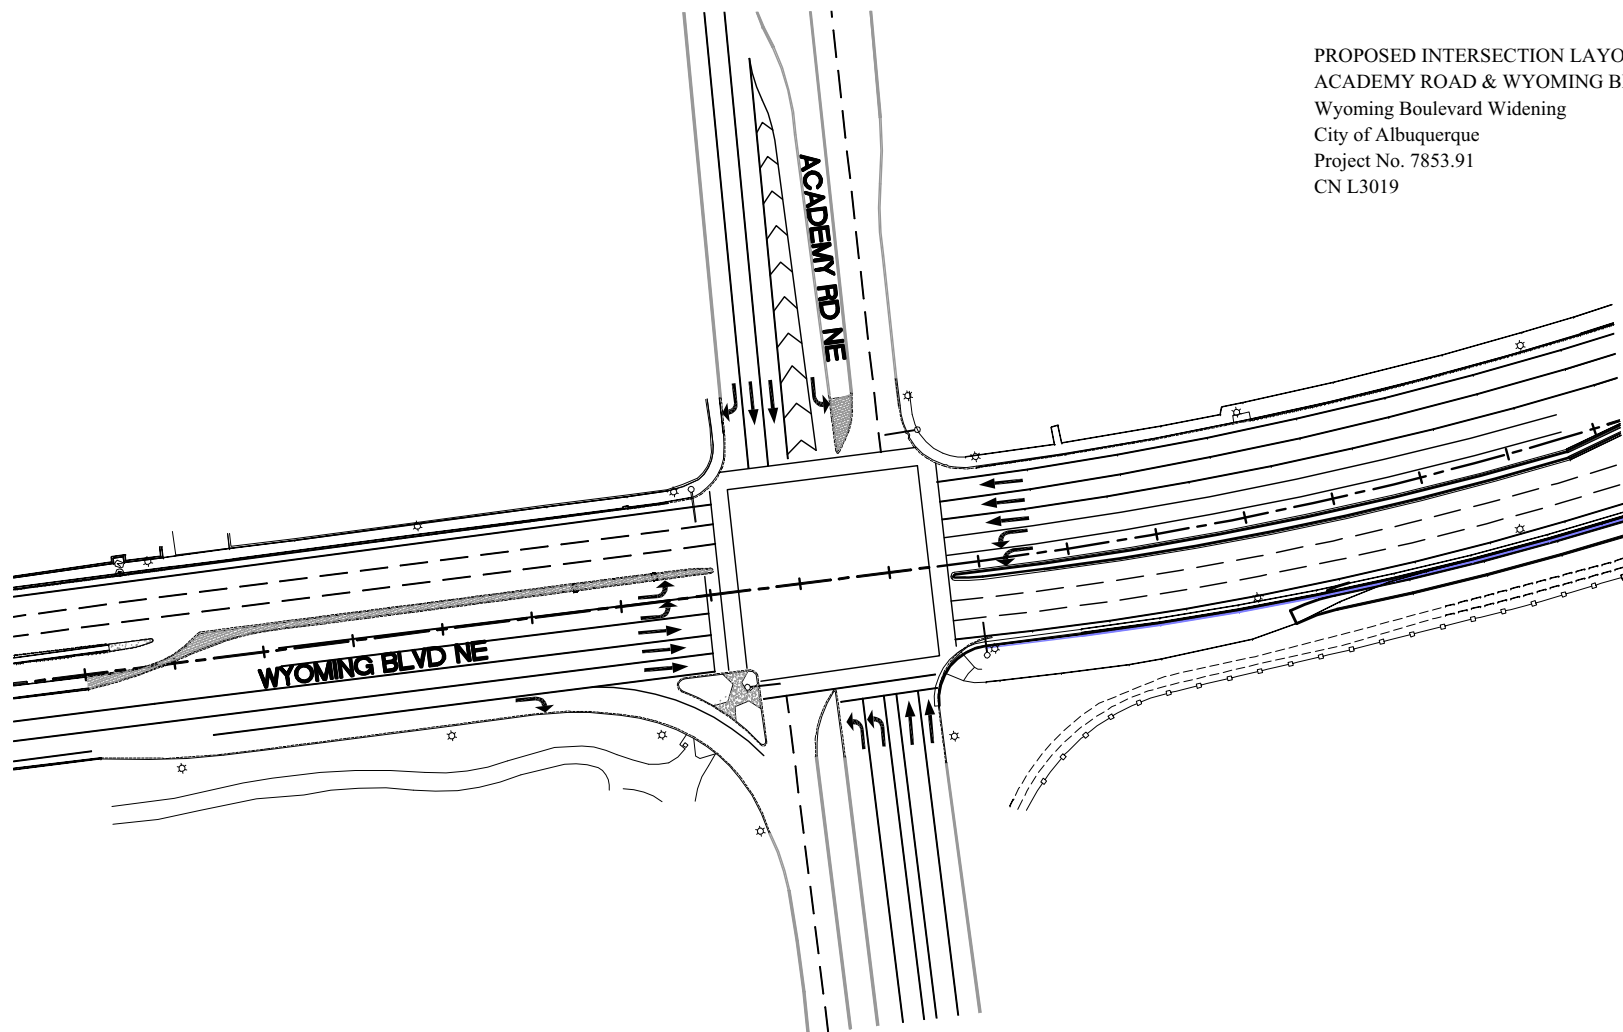 PROPOSED INTERSECTION LAYO
ACADEMY ROAD & WYOMING B
Wyoming Boulevard Widening
City of Albuquerque
Project No. 7853.91
CN L3019
ACADEMY RD NE
WYOMING BLVD NE